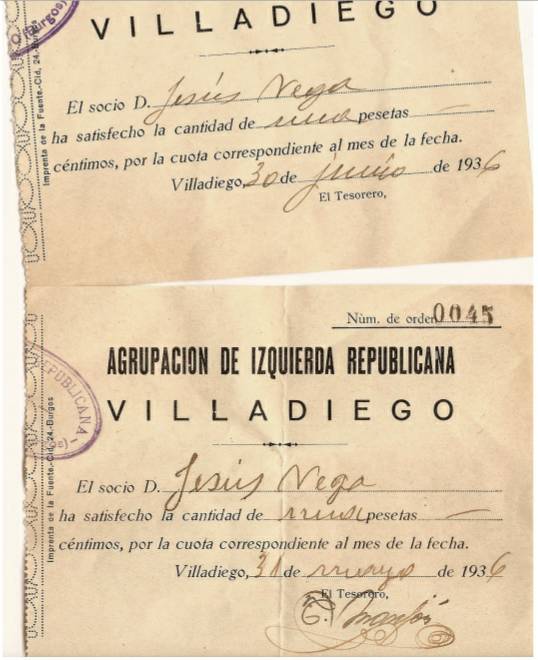 VILLADIEGO
O (Burgos)
Imprenta de la Fuente.-Cid, 24.-Burgos
El socio D. Jesús Vega
ha satisfecho la cantidad de una pesetas —
céntimos, por la cuota correspondiente al mes de la fecha.
Villadiego, 30 de junio de 1936
El Tesorero,
Núm. de orden 0045
AGRUPACION DE IZQUIERDA REPUBLICANA
VILLADIEGO
REPUBLICANA
Imprenta de la Fuente.-Cid, 24.-Burgos
El socio D. Jesús Vega
ha satisfecho la cantidad de una pesetas —
céntimos, por la cuota correspondiente al mes de la fecha.
Villadiego, 31 de mayo de 1936
El Tesorero,